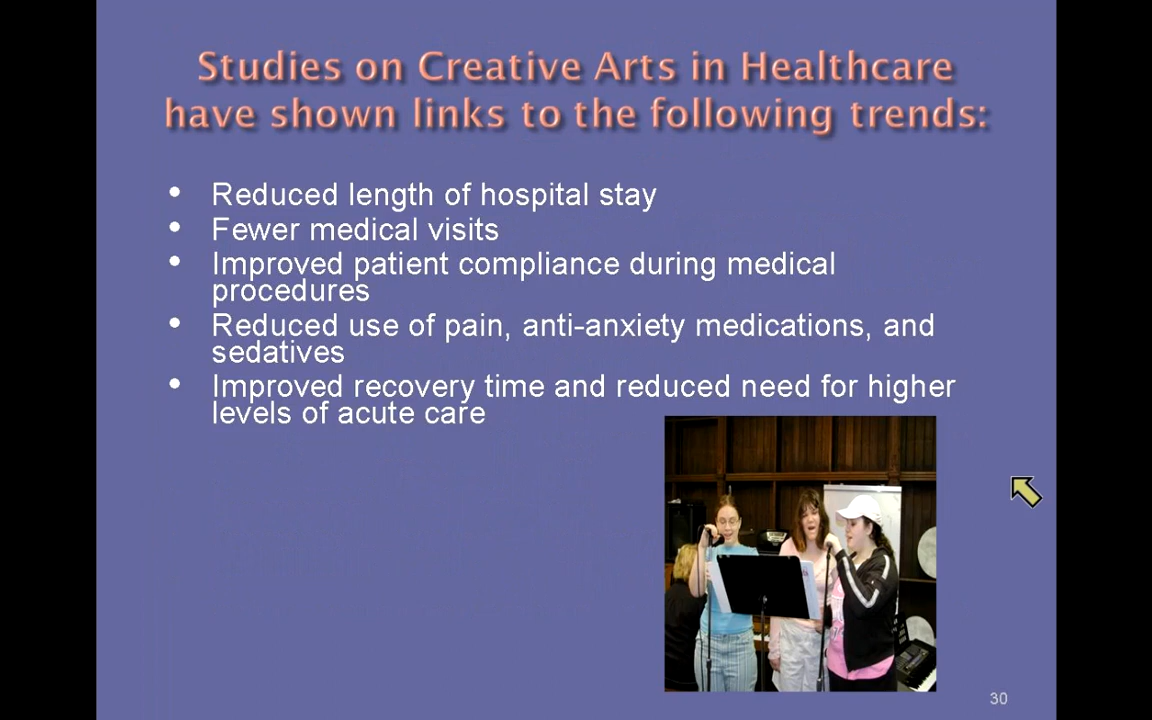 Studies on Creative Arts in Healthcare
have shown links to the following trends:
• Reduced length of hospital stay
• Fewer medical visits
• Improved patient compliance during medical
procedures
• Reduced use of pain, anti-anxiety medications, and
sedatives
• Improved recovery time and reduced need for higher
levels of acute care
30